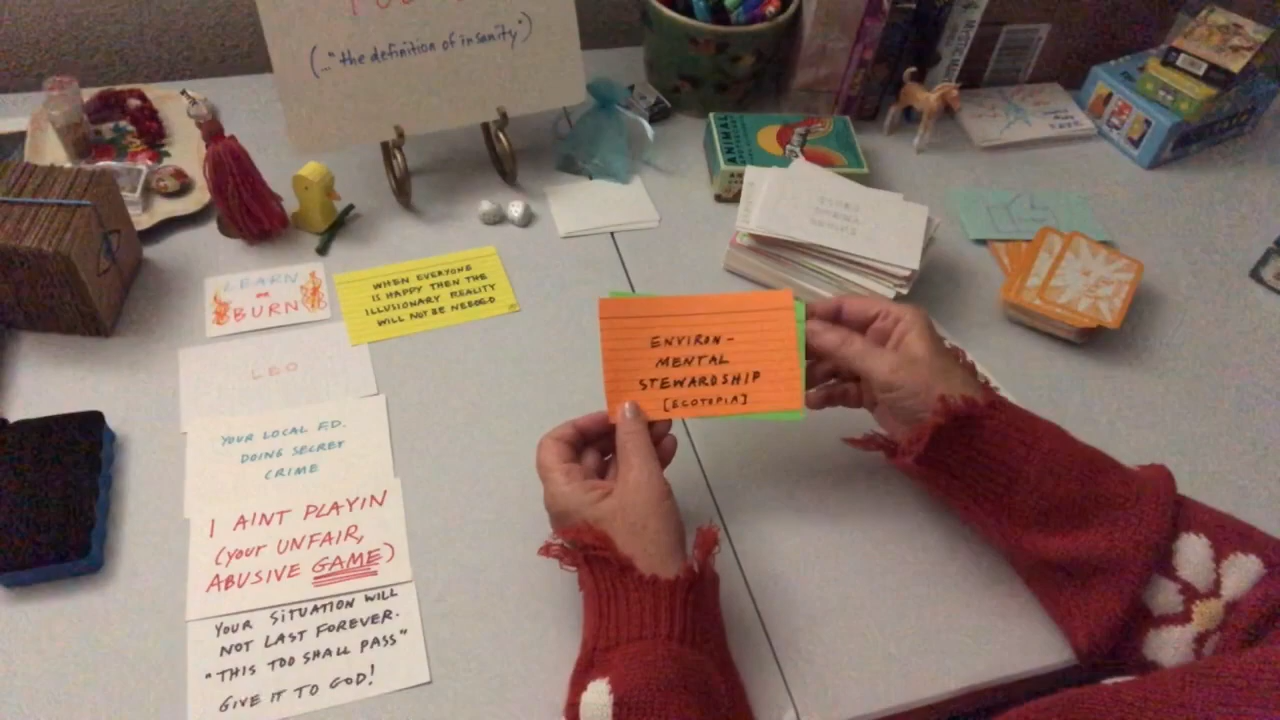 (..."the definition of insanity")
ANIMAL
LEARN
OR
BURN
WHEN EVERYONE
IS HAPPY THEN THE
ILLUSIONARY REALITY
WILL NOT BE NEEDED
LEO
YOUR LOCAL F.D.
DOING SECRET
CRIME
I AINT PLAYIN
(your UNFAIR,
ABUSIVE GAME)
YOUR SITUATION WILL
NOT LAST FOREVER.
"THIS TOO SHALL PASS"
GIVE IT TO GOD!
ENVIRON-
MENTAL
STEWARDSHIP
[ECOTOPIA]